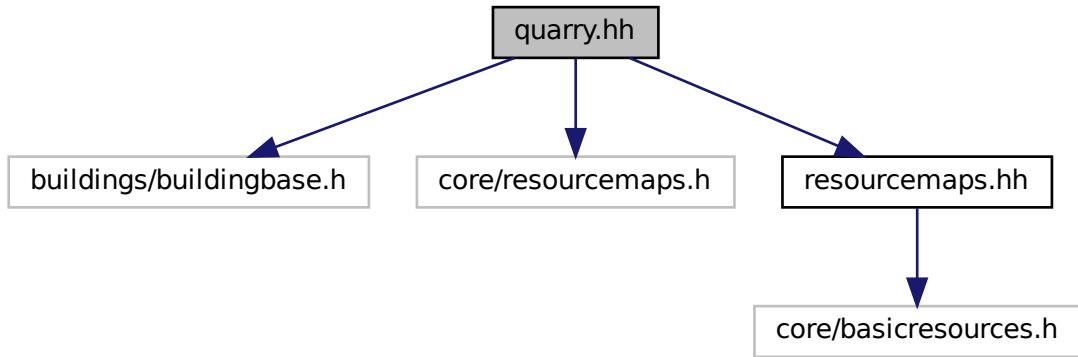 quarry.hh
buildings/buildingbase.h
core/resourcemaps.h
resourcemaps.hh
core/basicresources.h